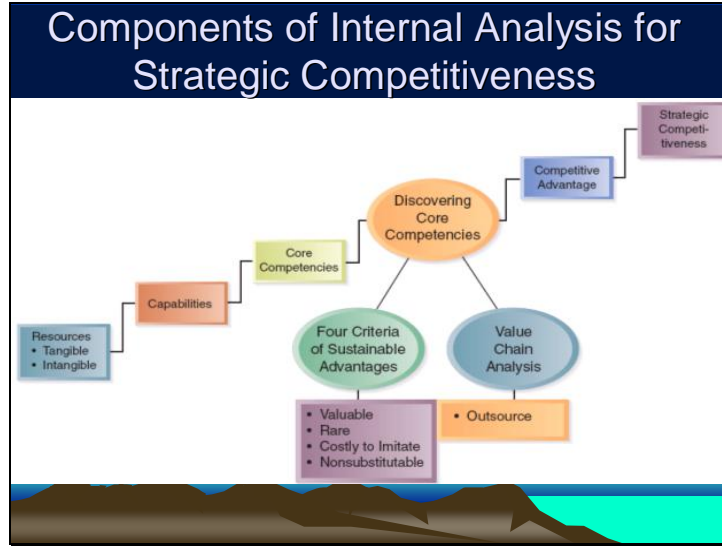 Components of Internal Analysis for
Strategic Competitiveness
Strategic
Competi-
tiveness
Competitive
Advantage
Discovering
Core
Competencies
Core
Competencies
Capabilities
Resources
• Tangible
• Intangible
Four Criteria
of Sustainable
Advantages
Value
Chain
Analysis
• Valuable
• Rare
• Costly to Imitate
• Nonsubstitutable
• Outsource